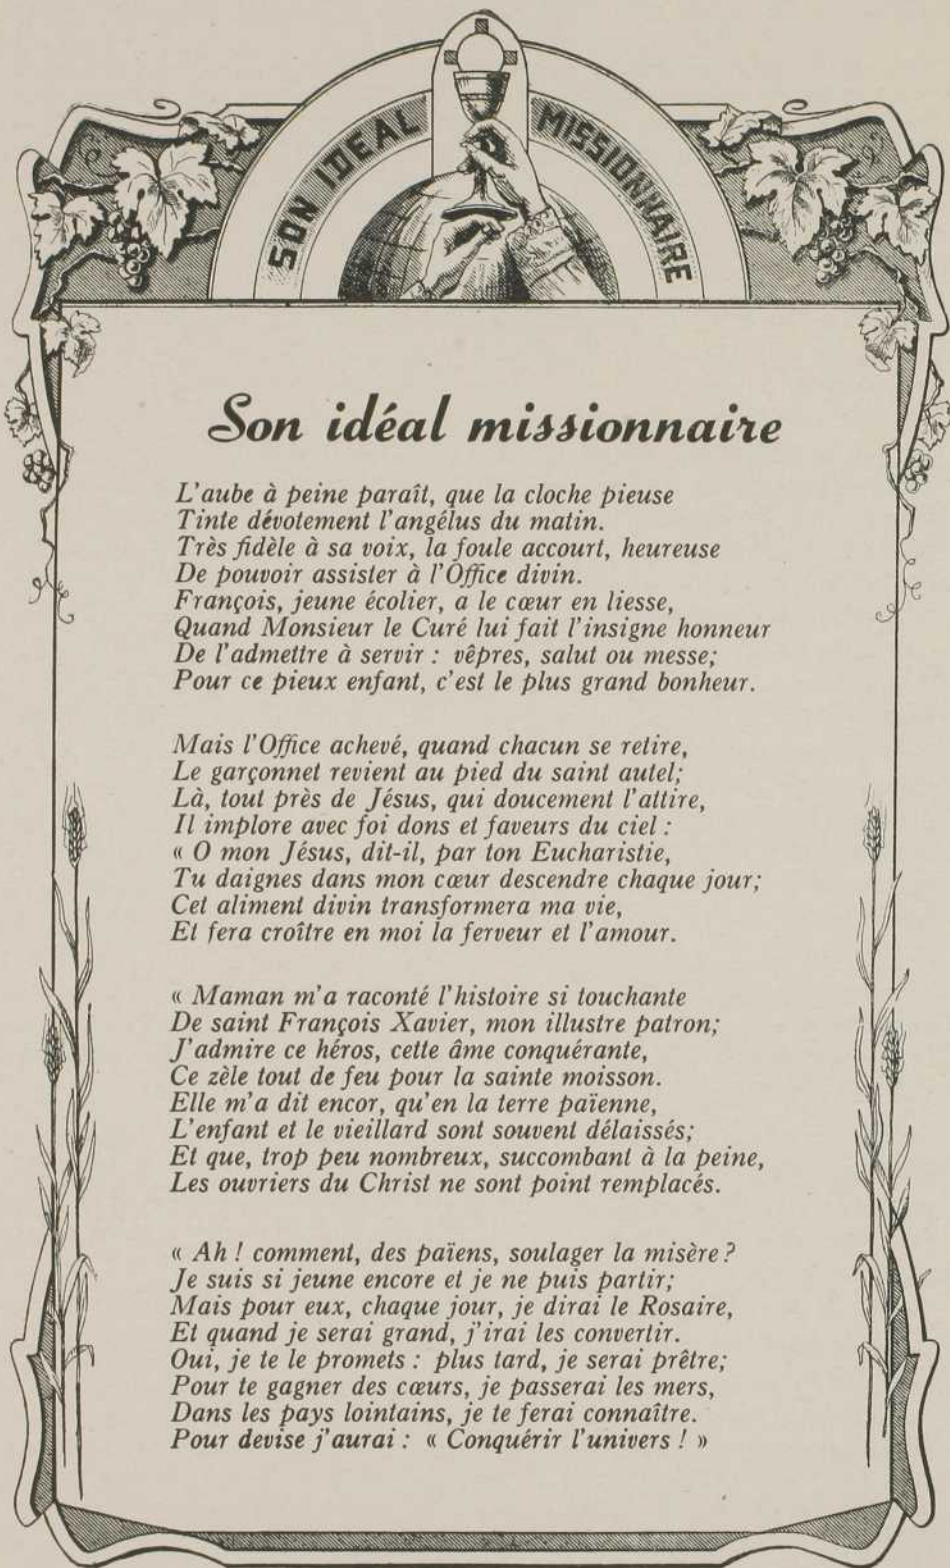 SON IDEAL MISSIONNAIRE
Son idéal missionnaire
L'aube à peine paraît, que la cloche pieuse
Tinte dévotement l'angélus du matin.
Très fidèle à sa voix, la foule accourt, heureuse
De pouvoir assister à l'Office divin.
François, jeune écolier, a le cœur en liesse,
Quand Monsieur le Curé lui fait l'insigne honneur
De l'admettre à servir : vêpres, salut ou messe;
Pour ce pieux enfant, c'est le plus grand bonheur.
Mais l'Office achevé, quand chacun se retire,
Le garçonnet revient au pied du saint autel;
Là, tout près de Jésus, qui doucement l'attire,
Il implore avec foi dons et faveurs du ciel :
« O mon Jésus, dit-il, par ton Eucharistie,
Tu daignes dans mon cœur descendre chaque jour;
Cet aliment divin transformera ma vie,
Et fera croître en moi la ferveur et l'amour.
« Maman m'a raconté l'histoire si touchante
De saint François Xavier, mon illustre patron;
J'admire ce héros, cette âme conquérante,
Ce zèle tout de feu pour la sainte moisson.
Elle m'a dit encor, qu'en la terre païenne,
L'enfant et le vieillard sont souvent délaissés;
Et que, trop peu nombreux, succombant à la peine,
Les ouvriers du Christ ne sont point remplacés.
« Ah ! comment, des païens, soulager la misère ?
Je suis si jeune encore et je ne puis partir;
Mais pour eux, chaque jour, je dirai le Rosaire,
Et quand je serai grand, j'irai les convertir.
Oui, je te le promets : plus tard, je serai prêtre;
Pour te gagner des cœurs, je passerai les mers,
Dans les pays lointains, je te ferai connaître.
Pour devise j'aurai : « Conquérir l'univers ! »